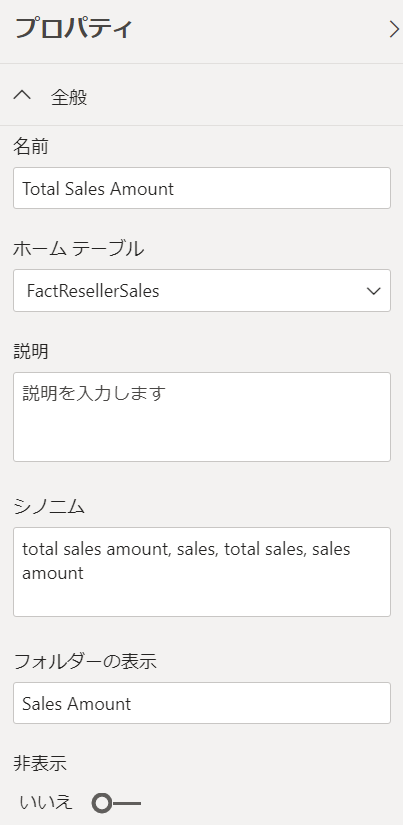 プロパティ
全般
名前
Total Sales Amount
ホーム テーブル
FactResellerSales
説明
説明を入力します
シノニム
total sales amount, sales, total sales, sales
amount
フォルダーの表示
Sales Amount
非表示
いいえ